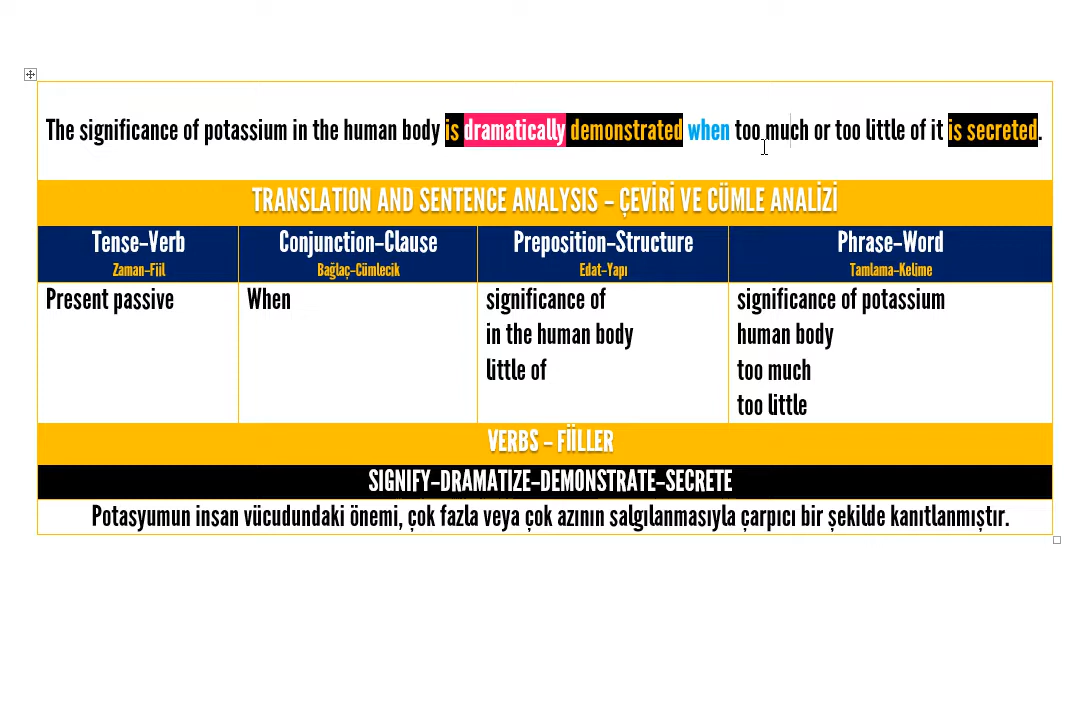 The significance of potassium in the human body is dramatically demonstrated when too much or too little of it is secreted.
TRANSLATION AND SENTENCE ANALYSIS – ÇEVİRİ VE CÜMLE ANALİZİ
Tense–Verb Conjunction–Clause Preposition–Structure Phrase–Word
Zaman–Fiil Bağlaç–Cümlecik Edat–Yapı Tamlama–Kelime
Present passive When significance of significance of potassium
in the human body human body
little of too much
too little
VERBS – FİİLLER
SIGNIFY–DRAMATIZE–DEMONSTRATE–SECRETE
Potasyumun insan vücudundaki önemi, çok fazla veya çok azının salgılanmasıyla çarpıcı bir şekilde kanıtlanmıştır.